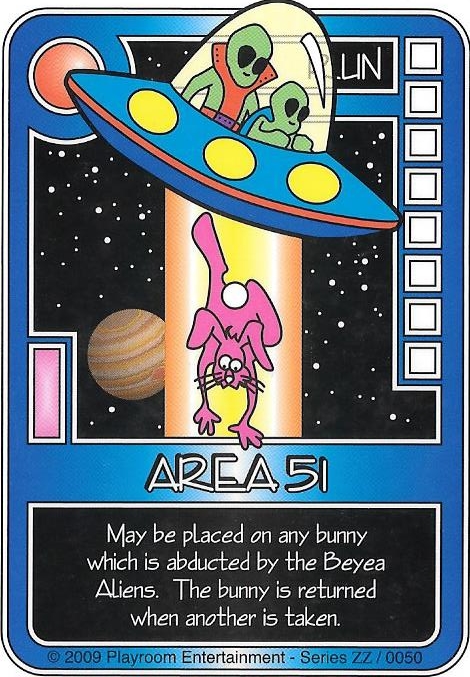 AREA 51
May be placed on any bunny
which is abducted by the Beyea
Aliens. The bunny is returned
when another is taken.
© 2009 Playroom Entertainment - Series ZZ / 0050